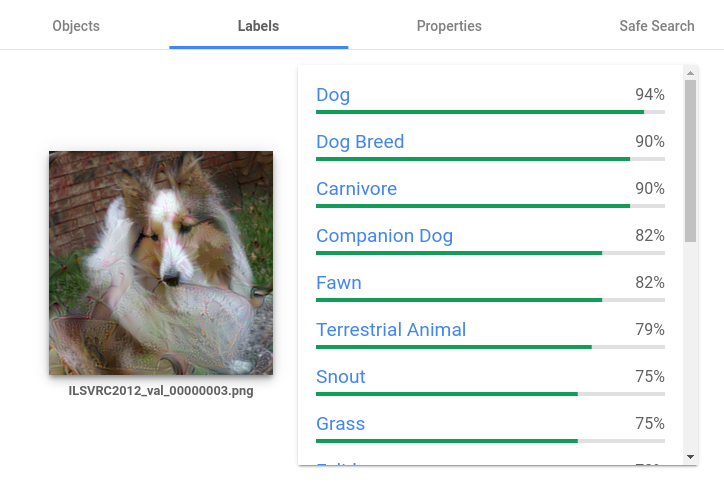 Objects
Labels
Properties
Safe Search
Dog 94%
Dog Breed 90%
Carnivore 90%
Companion Dog 82%
Fawn 82%
Terrestrial Animal 79%
Snout 75%
Grass 75%
ILSVRC2012_val_00000003.png